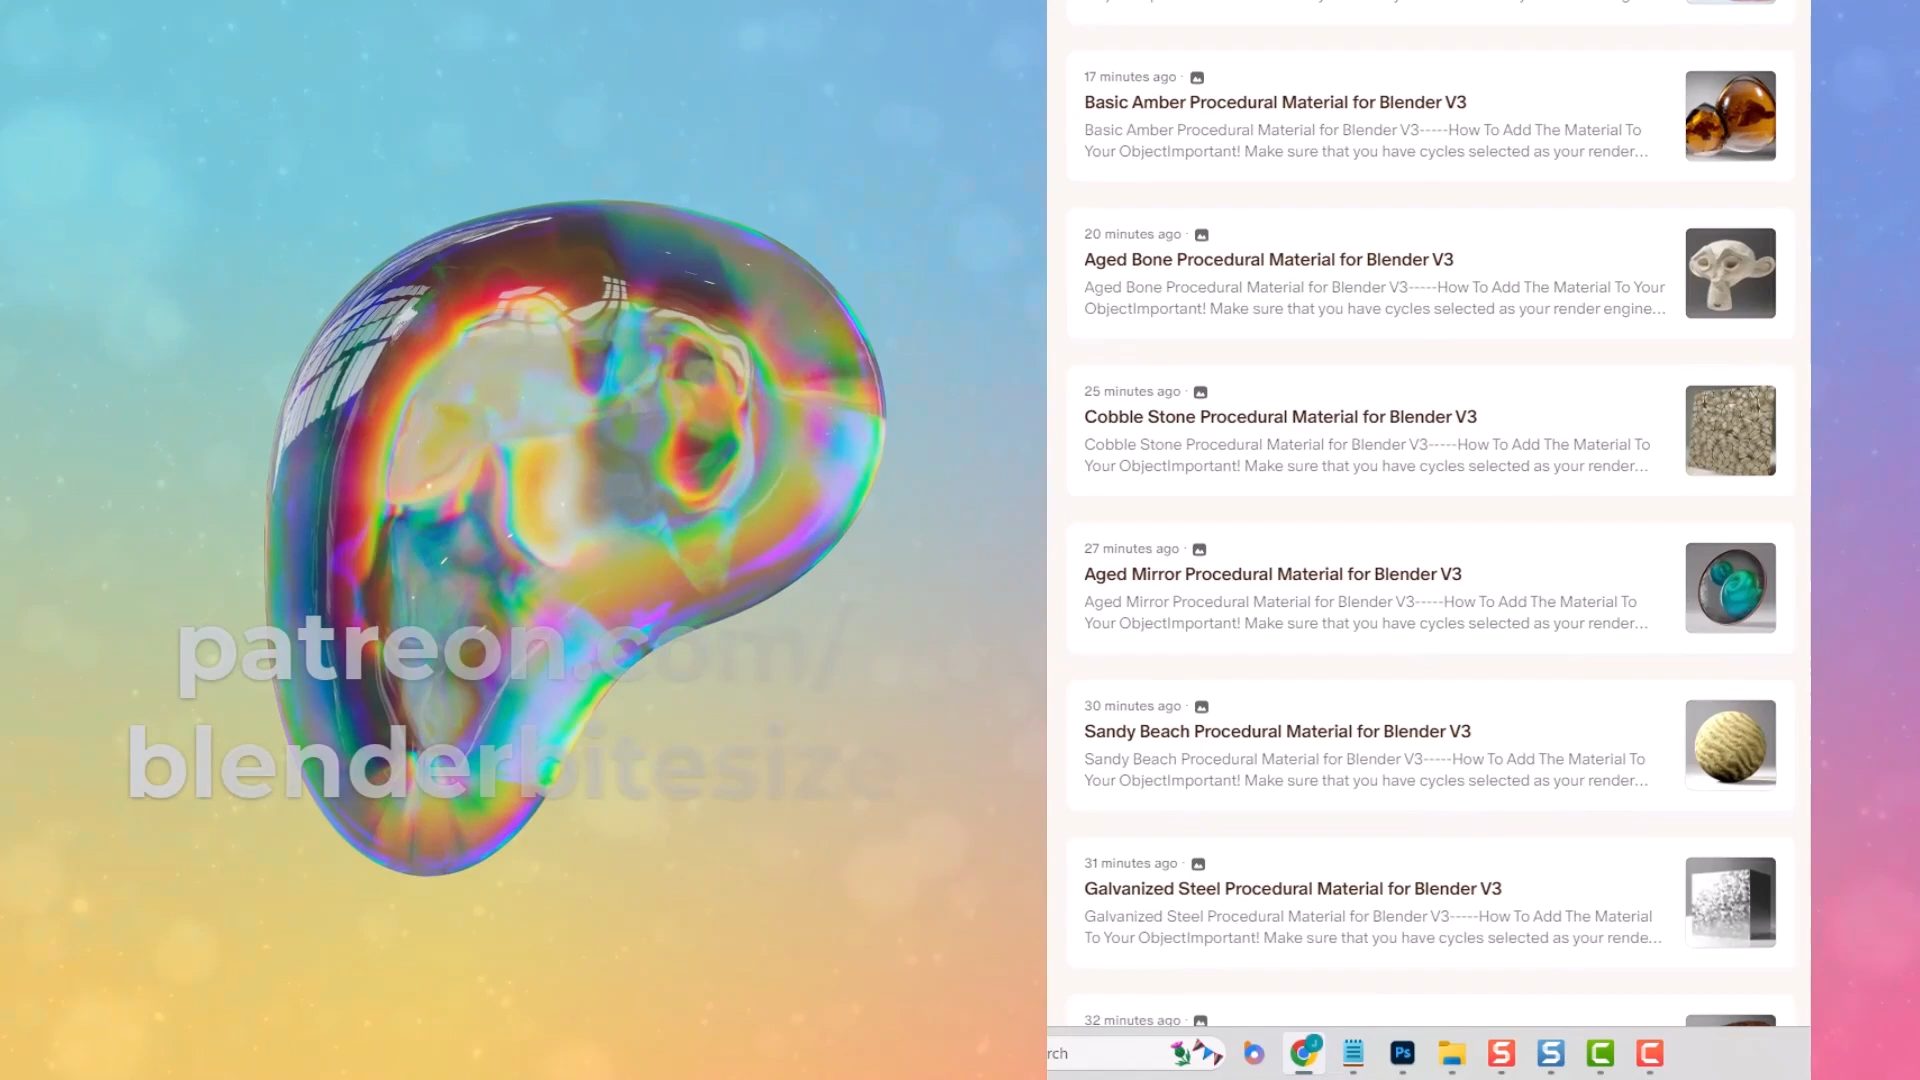 patreon.com/
blenderbitesize
17 minutes ago ·
Basic Amber Procedural Material for Blender V3
Basic Amber Procedural Material for Blender V3-----How To Add The Material To
Your ObjectImportant! Make sure that you have cycles selected as your render...
20 minutes ago ·
Aged Bone Procedural Material for Blender V3
Aged Bone Procedural Material for Blender V3-----How To Add The Material To Your
ObjectImportant! Make sure that you have cycles selected as your render engine...
25 minutes ago ·
Cobble Stone Procedural Material for Blender V3
Cobble Stone Procedural Material for Blender V3-----How To Add The Material To
Your ObjectImportant! Make sure that you have cycles selected as your render...
27 minutes ago ·
Aged Mirror Procedural Material for Blender V3
Aged Mirror Procedural Material for Blender V3-----How To Add The Material To
Your ObjectImportant! Make sure that you have cycles selected as your render...
30 minutes ago ·
Sandy Beach Procedural Material for Blender V3
Sandy Beach Procedural Material for Blender V3-----How To Add The Material To
Your ObjectImportant! Make sure that you have cycles selected as your render...
31 minutes ago ·
Galvanized Steel Procedural Material for Blender V3
Galvanized Steel Procedural Material for Blender V3-----How To Add The Material
To Your ObjectImportant! Make sure that you have cycles selected as your rende...
32 minutes ago ·
rch
Ps
S
S
C
C